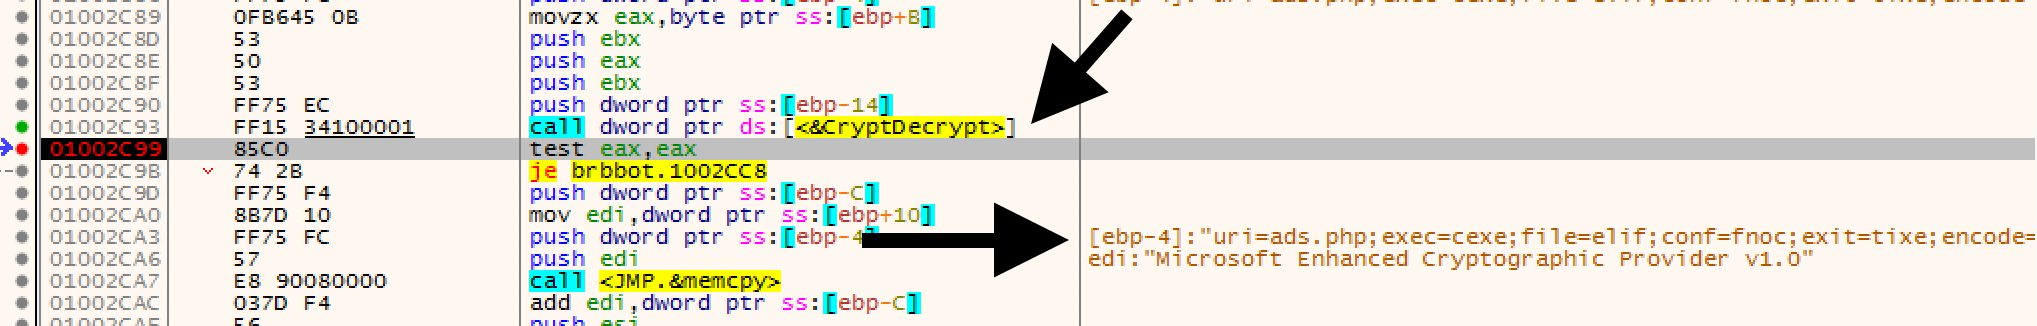 01002C89 0FB645 0B movzx eax,byte ptr ss:[ebp+B]
01002C8D 53 push ebx
01002C8E 50 push eax
01002C8F 53 push ebx
01002C90 FF75 EC push dword ptr ss:[ebp-14]
01002C93 FF15 34100001 call dword ptr ds:[<&CryptDecrypt>]
01002C99 85C0 test eax,eax
01002C9B 74 2B je brbbot.1002CC8
01002C9D FF75 F4 push dword ptr ss:[ebp-C]
01002CA0 8B7D 10 mov edi,dword ptr ss:[ebp+10]
01002CA3 FF75 FC push dword ptr ss:[ebp-4] [ebp-4]:"uri=ads.php;exec=cexe;file=elif;conf=fnoc;exit=tixe;encode=
01002CA6 57 push edi edi:"Microsoft Enhanced Cryptographic Provider v1.0"
01002CA7 E8 90080000 call <JMP.&memcpy>
01002CAC 037D F4 add edi,dword ptr ss:[ebp-C]